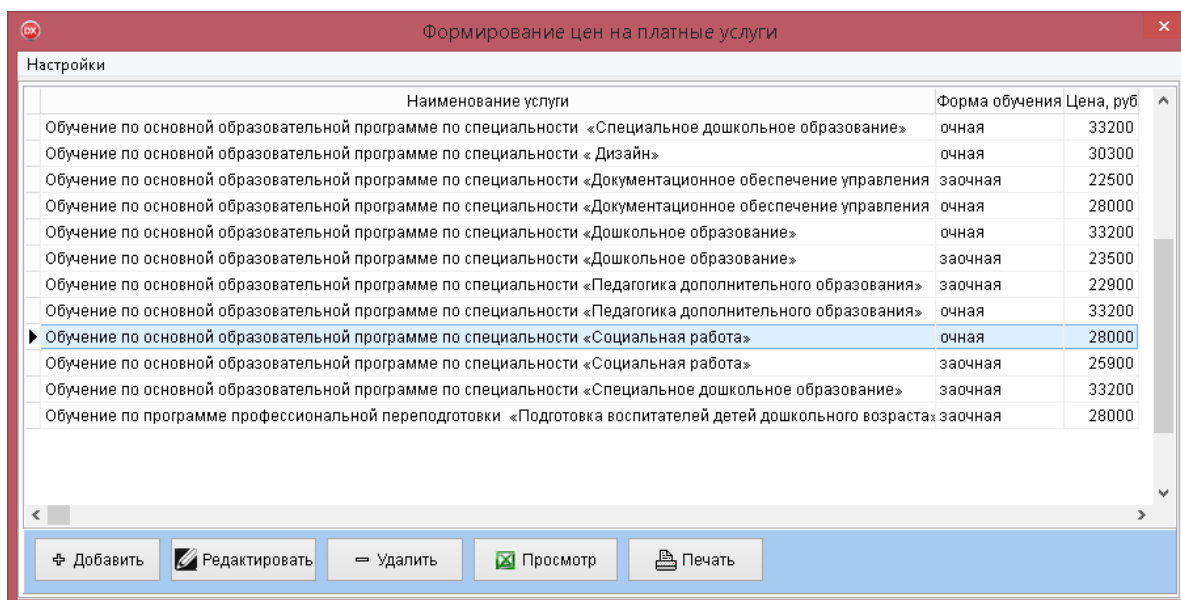 DX Формирование цен на платные услуги
Настройки
Наименование услуги Форма обучения Цена, руб
Обучение по основной образовательной программе по специальности «Специальное дошкольное образование» очная 33200
Обучение по основной образовательной программе по специальности « Дизайн» очная 30300
Обучение по основной образовательной программе по специальности «Документационное обеспечение управления заочная 22500
Обучение по основной образовательной программе по специальности «Документационное обеспечение управления очная 28000
Обучение по основной образовательной программе по специальности «Дошкольное образование» очная 33200
Обучение по основной образовательной программе по специальности «Дошкольное образование» заочная 23500
Обучение по основной образовательной программе по специальности «Педагогика дополнительного образования» заочная 22900
Обучение по основной образовательной программе по специальности «Педагогика дополнительного образования» очная 33200
Обучение по основной образовательной программе по специальности «Социальная работа» очная 28000
Обучение по основной образовательной программе по специальности «Социальная работа» заочная 25900
Обучение по основной образовательной программе по специальности «Специальное дошкольное образование» заочная 33200
Обучение по программе профессиональной переподготовки «Подготовка воспитателей детей дошкольного возраста» заочная 28000
Добавить Редактировать Удалить Просмотр Печать